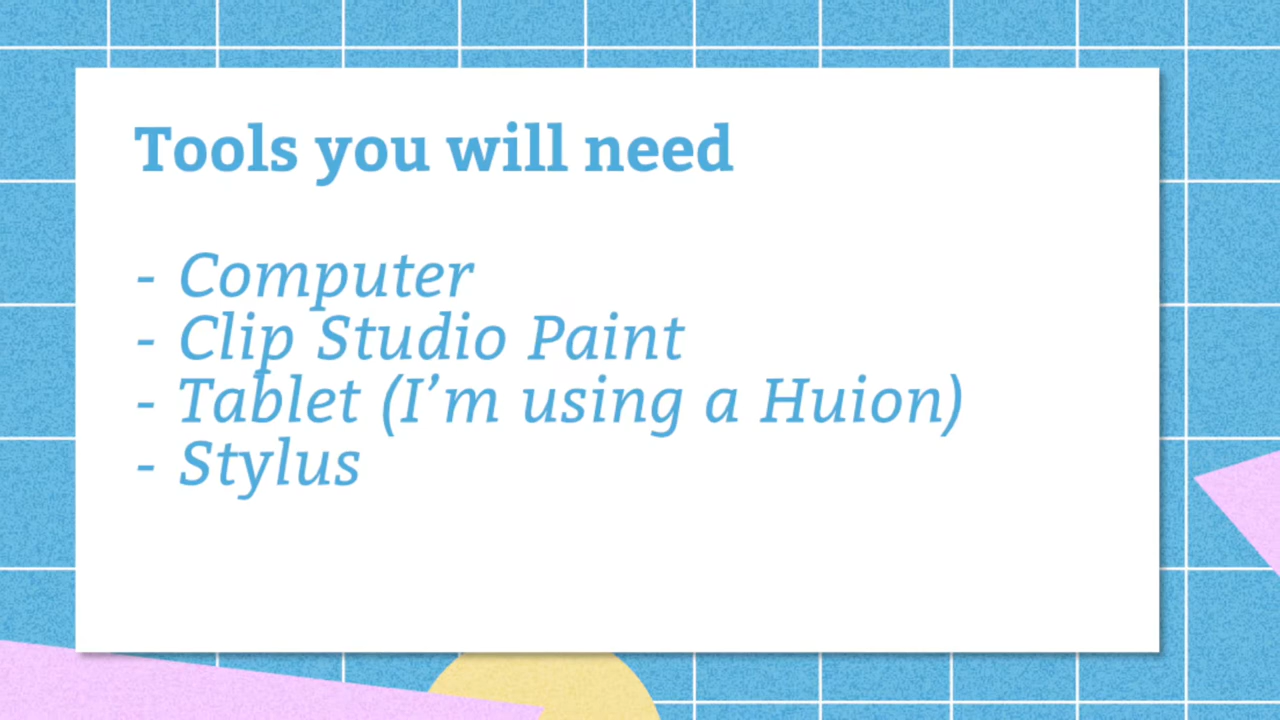 Tools you will need
- Computer
- Clip Studio Paint
- Tablet (I’m using a Huion)
- Stylus